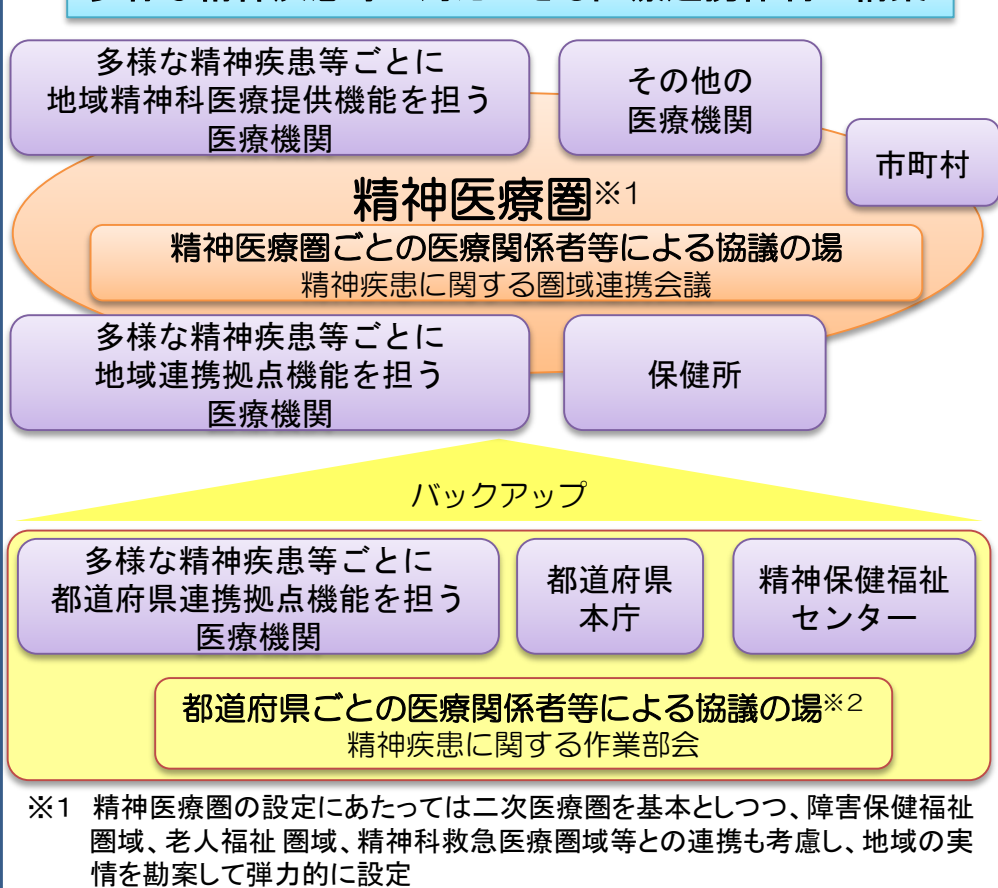 多様な精神疾患等ごとに
地域精神科医療提供機能を担う
医療機関
その他の
医療機関
市町村
精神医療圏※1
精神医療圏ごとの医療関係者等による協議の場
精神疾患に関する圏域連携会議
多様な精神疾患等ごとに
地域連携拠点機能を担う
医療機関
保健所
バックアップ
多様な精神疾患等ごとに
都道府県連携拠点機能を担う
医療機関
都道府県
本庁
精神保健福祉
センター
都道府県ごとの医療関係者等による協議の場※2
精神疾患に関する作業部会
※1 精神医療圏の設定にあたっては二次医療圏を基本としつつ、障害保健福祉
圏域、老人福祉 圏域、精神科救急医療圏域等との連携も考慮し、地域の実
情を勘案して弾力的に設定